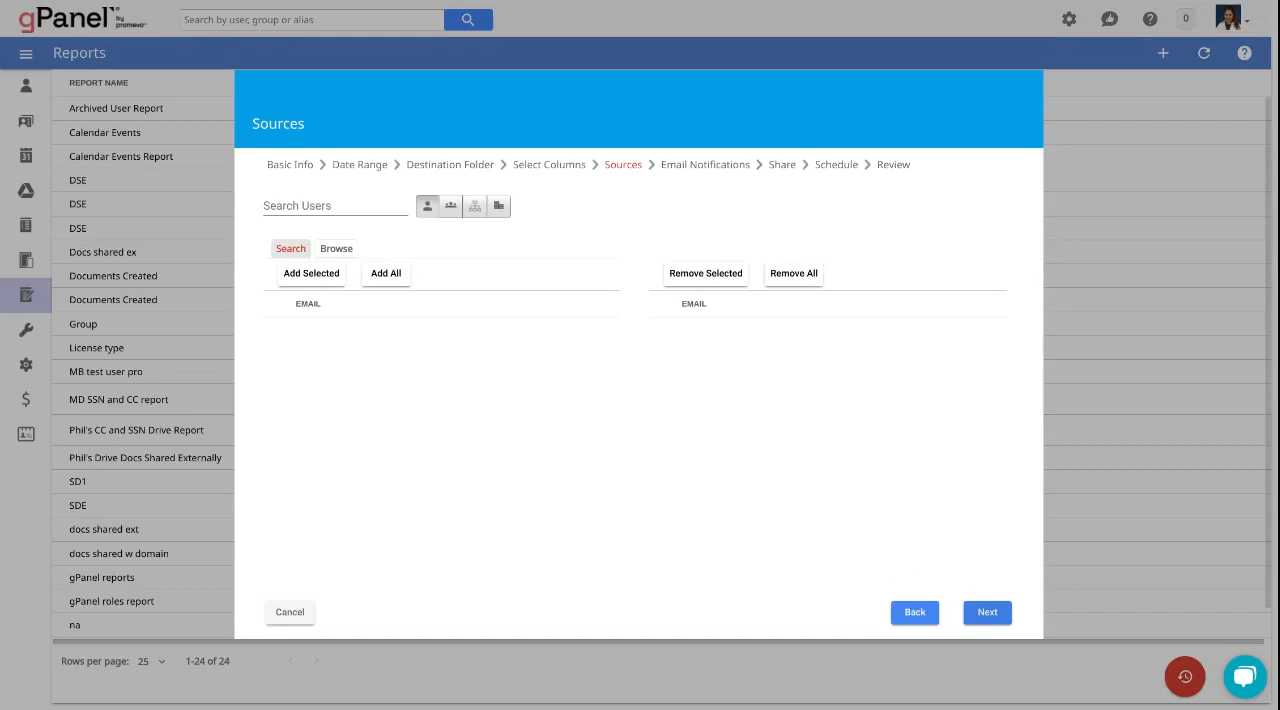 gPanel by promevo
Search by user, group or alias
0
Reports
REPORT NAME
Archived User Report
Calendar Events
Calendar Events Report
DSE
DSE
DSE
Docs shared ex
Documents Created
Documents Created
Group
License type
MB test user pro
MD SSN and CC report
Phil's CC and SSN Drive Report
Phil's Drive Docs Shared Externally
SD1
SDE
docs shared ext
docs shared w domain
gPanel reports
gPanel roles report
na
Rows per page: 25 1-24 of 24
Sources
Basic Info Date Range Destination Folder Select Columns Sources Email Notifications Share Schedule Review
Search Users
Search Browse
Add Selected Add All Remove Selected Remove All
EMAIL EMAIL
Cancel Back Next